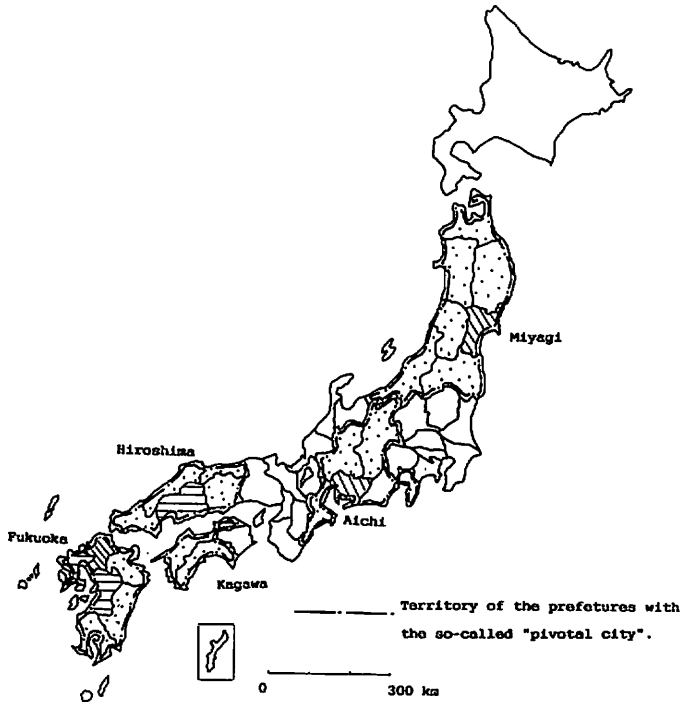 Miyagi
Hiroshima
Fukuoka
Aichi
Kagawa
Territory of the prefetures with
the so-called "pivotal city".
0 300 km